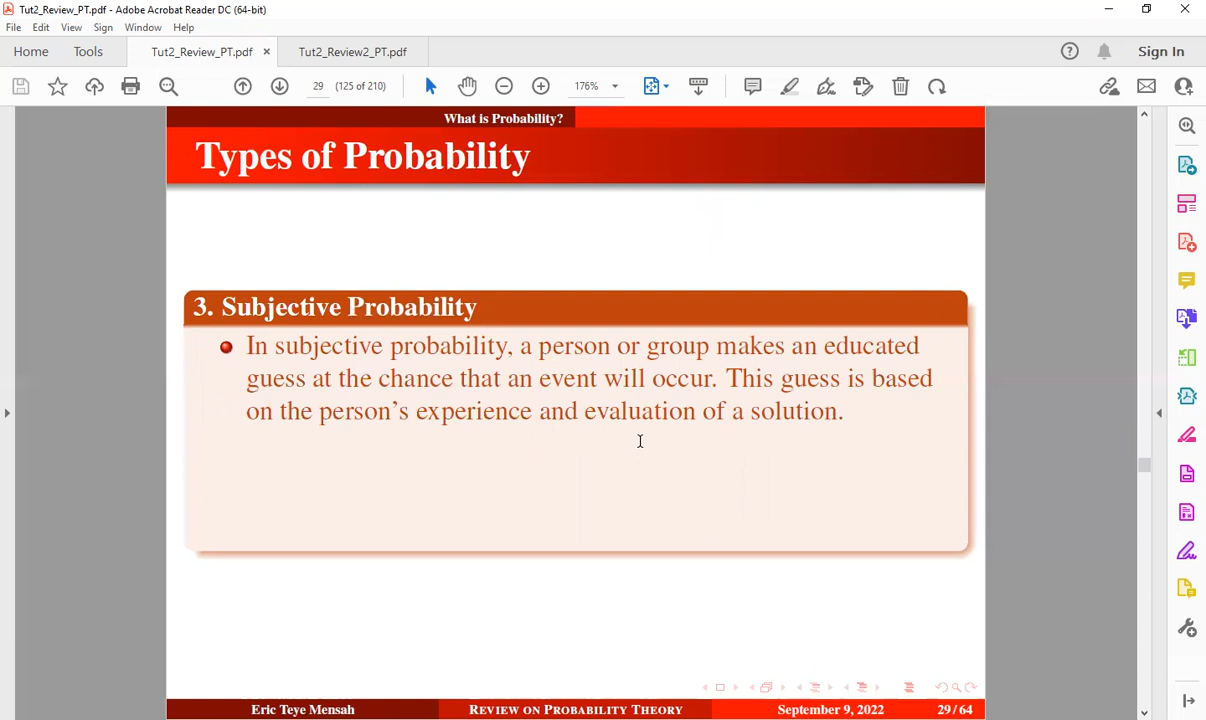 Tut2_Review_PT.pdf - Adobe Acrobat Reader DC (64-bit)
File Edit View Sign Window Help
Home Tools Tut2_Review_PT.pdf × Tut2_Review2_PT.pdf Sign In
29 (125 of 210) 176%
What is Probability?
Types of Probability
3. Subjective Probability
In subjective probability, a person or group makes an educated
guess at the chance that an event will occur. This guess is based
on the person's experience and evaluation of a solution.
Eric Teye Mensah REVIEW ON PROBABILITY THEORY September 9, 2022 29/64